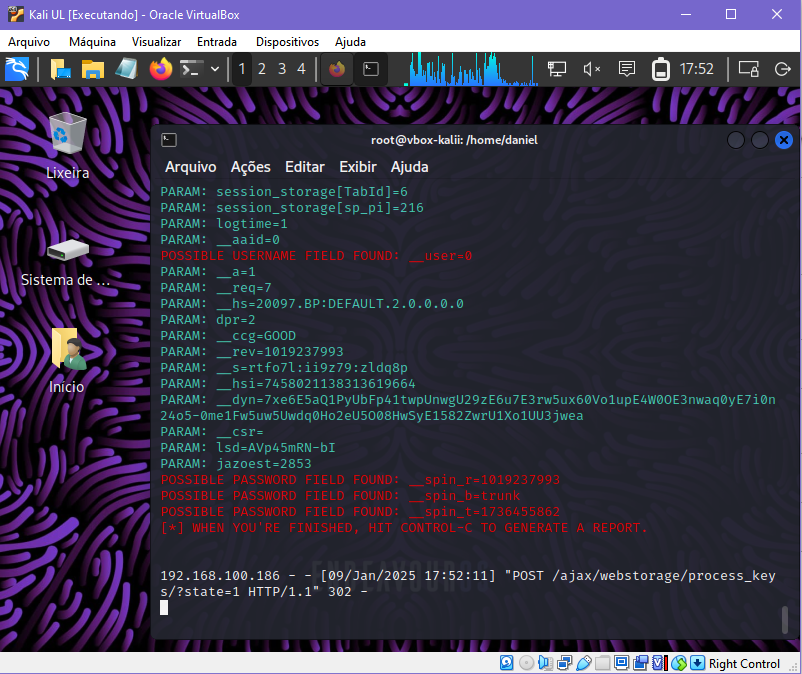 Kali UL [Executando] - Oracle VirtualBox
Arquivo Máquina Visualizar Entrada Dispositivos Ajuda
1 2 3 4 17:52
Lixeira
Sistema de ...
Início
root@vbox-kalii: /home/daniel
Arquivo Ações Editar Exibir Ajuda
PARAM: session_storage[TabId]=6
PARAM: session_storage[sp_pi]=216
PARAM: logtime=1
PARAM: __aaid=0
POSSIBLE USERNAME FIELD FOUND: __user=0
PARAM: __a=1
PARAM: __req=7
PARAM: __hs=20097.BP:DEFAULT.2.0.0.0.0
PARAM: dpr=2
PARAM: __ccg=GOOD
PARAM: __rev=1019237993
PARAM: __s=rtfo7l:ii9z79:zldq8p
PARAM: __hsi=7458021138313619664
PARAM: __dyn=7xe6E5aQ1PyUbFp41twpUnwgU29zE6u7E3rw5ux60Vo1upE4W0OE3nwaq0yE7i0n
24o5-0me1Fw5uw5Uwdq0Ho2eU5O08HwSyE1582ZwrU1Xo1UU3jwea
PARAM: __csr=
PARAM: lsd=AVp45mRN-bI
PARAM: jazoest=2853
POSSIBLE PASSWORD FIELD FOUND: __spin_r=1019237993
POSSIBLE PASSWORD FIELD FOUND: __spin_b=trunk
POSSIBLE PASSWORD FIELD FOUND: __spin_t=1736455862
[*] WHEN YOU'RE FINISHED, HIT CONTROL-C TO GENERATE A REPORT.
192.168.100.186 - - [09/Jan/2025 17:52:11] "POST /ajax/webstorage/process_key
s/?state=1 HTTP/1.1" 302 -
Right Control